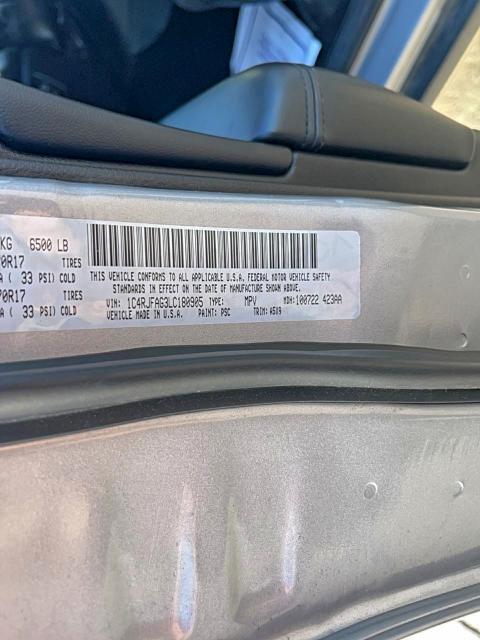 KG 6500 LB
0R17 TIRES
A ( 33 PSI) COLD
70R17 TIRES
A ( 33 PSI) COLD
THIS VEHICLE CONFORMS TO ALL APPLICABLE U.S.A. FEDERAL MOTOR VEHICLE SAFETY
STANDARDS IN EFFECT ON THE DATE OF MANUFACTURE SHOWN ABOVE.
VIN: 1C4RJFAG3LC180905 TYPE: MPV MDH: 100722 423AA
VEHICLE MADE IN U.S.A. PAINT: PSC TRIM: A5U9